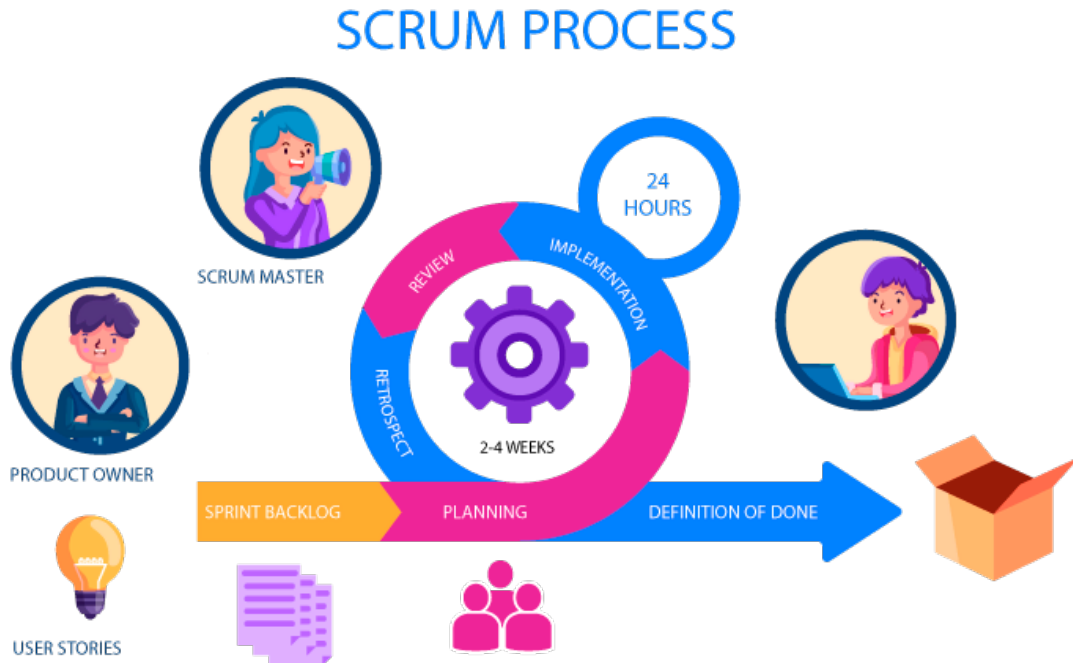 SCRUM PROCESS
24
HOURS
IMPLEMENTATION
REVIEW
SCRUM MASTER
RETROSPECT
2-4 WEEKS
PRODUCT OWNER
SPRINT BACKLOG
PLANNING
DEFINITION OF DONE
USER STORIES